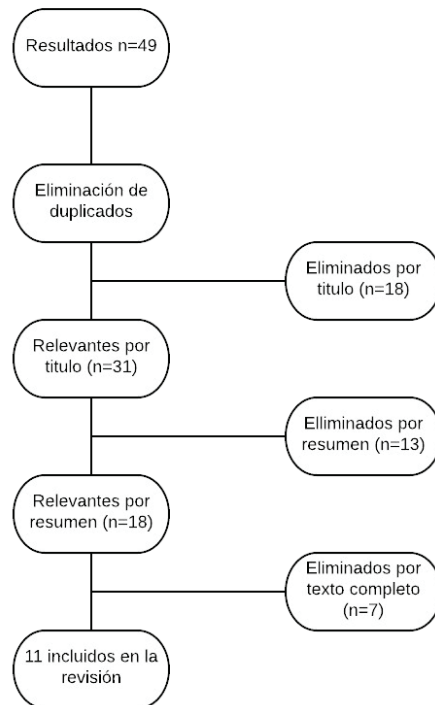 Resultados n=49
Eliminación de
duplicados
Eliminados por
titulo (n=18)
Relevantes por
titulo (n=31)
Elliminados por
resumen (n=13)
Relevantes por
resumen (n=18)
Eliminados por
texto completo
(n=7)
11 incluidos en la
revisión